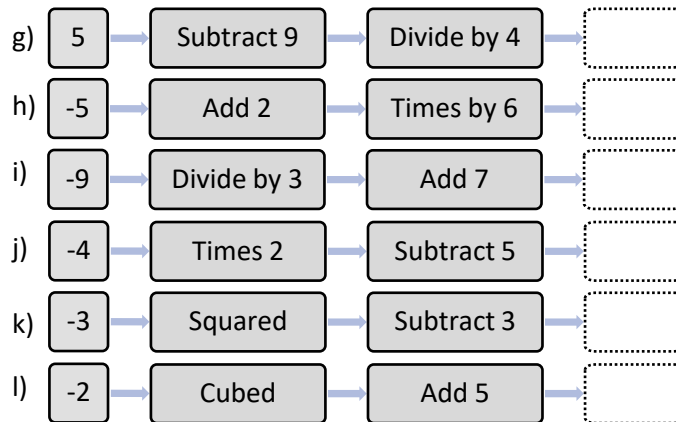 g) 5 Subtract 9 Divide by 4
h) -5 Add 2 Times by 6
i) -9 Divide by 3 Add 7
j) -4 Times 2 Subtract 5
k) -3 Squared Subtract 3
l) -2 Cubed Add 5